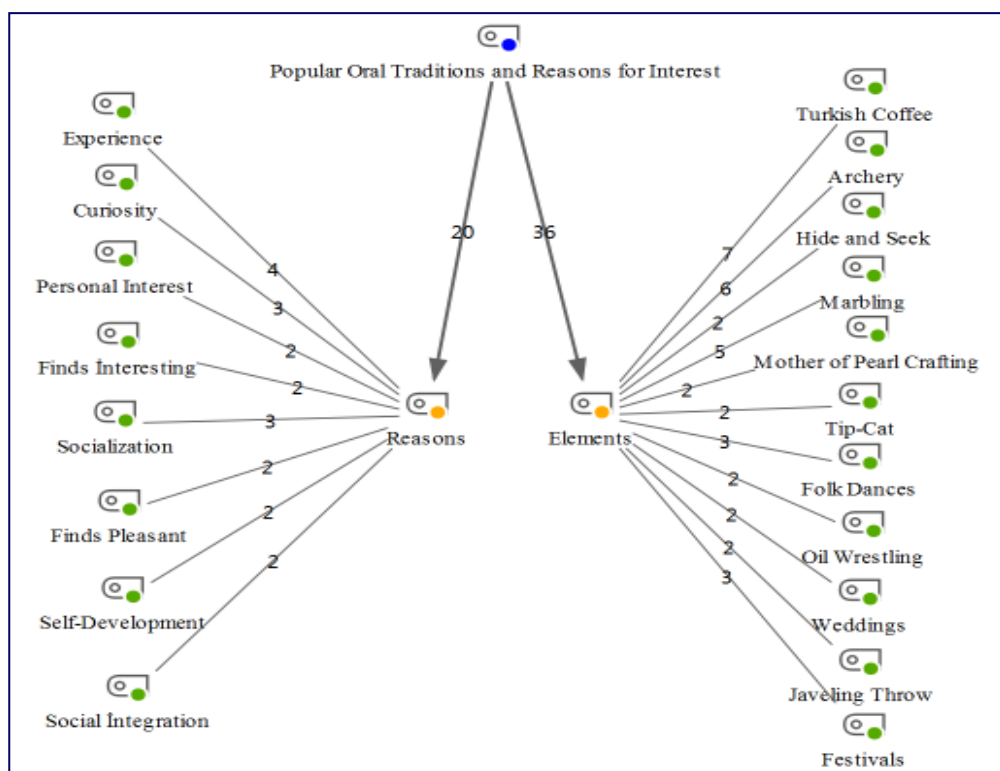 Popular Oral Traditions and Reasons for Interest
20
36
Experience
Curiosity
Personal Interest
Finds İnteresting
Socialization
Finds Pleasant
Self-Development
Social İntegration
4
3
2
2
3
2
2
2
Reasons
Elements
7
6
2
5
2
2
3
2
2
2
3
Turkish Coffee
Archery
Hide and Seek
Marbling
Mother of Pearl Crafting
Tip-Cat
Folk Dances
Oil Wrestling
Weddings
Javeling Throw
Festivals